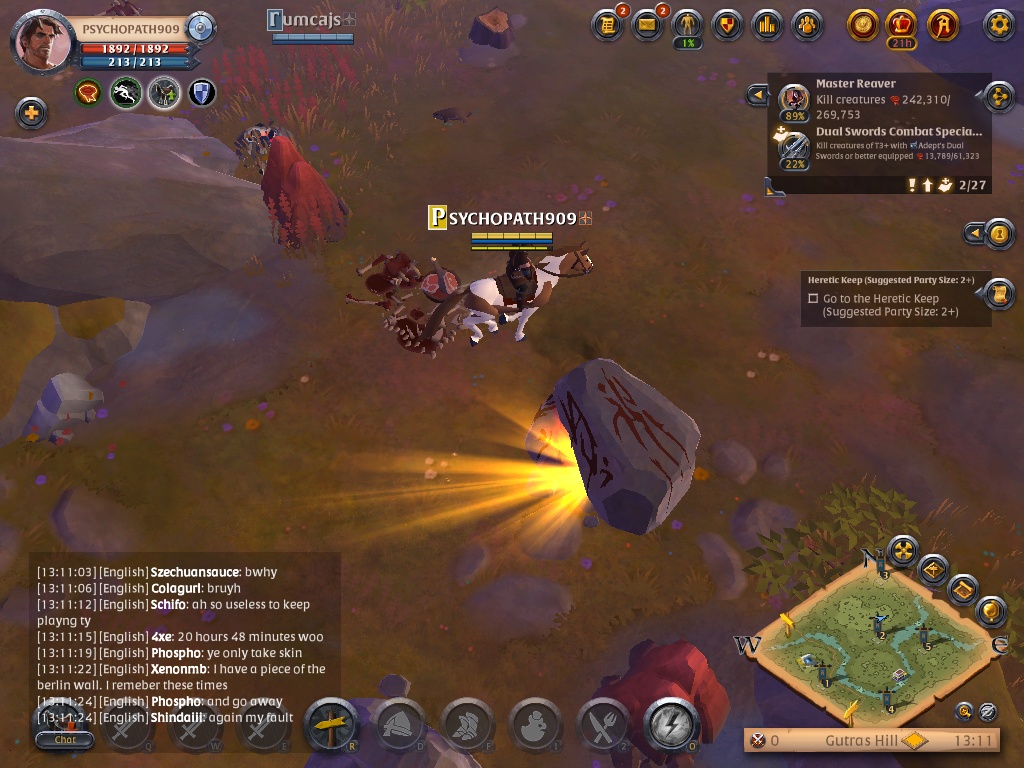 PSYCHOPATH909
1892 / 1892
213 / 213
rumcajs
2
2
1%
21h
Master Reaver
Kill creatures 242,310/
269,753
89%
Dual Swords Combat Specia...
Kill creatures of T3+ with Adept's Dual
Swords or better equipped 13,789/61,323
22%
2/27
PSYCHOPATH909
Heretic Keep (Suggested Party Size: 2+)
Go to the Heretic Keep
(Suggested Party Size: 2+)
[13:11:03] [English] Szechuansauce: bwhy
[13:11:06] [English] Colagurl: bruyh
[13:11:12] [English] Schifo: ah so useless to keep
playng ty
[13:11:15] [English] 4xe: 20 hours 48 minutes woo
[13:11:19] [English] Phospho: ye only take skin
[13:11:22] [English] Xenonmb: I have a piece of the
berlin wall. I remeber these times
[13:11:24] [English] Phospho: and go away
[13:11:24] [English] Shindaiii: again my fault
Chat
Q
W
E
R
D
F
1
2
O
N
W
E
3
2
5
1
4
0
Gutras Hill
13:11